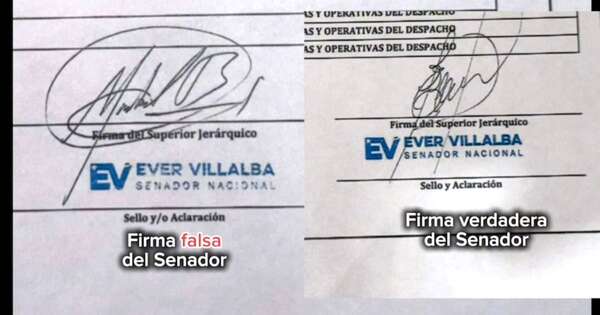 Firma del Superior Jerárquico
EV EVER VILLALBA
SENADOR NACIONAL
Sello y/o Aclaración
Firma falsa
del Senador
AS Y OPERATIVAS DEL DESPACHO
AS Y OPERATIVAS DEL DESPACHO
AS Y OPERATIVAS DEL DESPACHO
Firma del Superior Jerárquico
EV EVER VILLALBA
SENADOR NACIONAL
Sello y Aclaración
Firma verdadera
del Senador